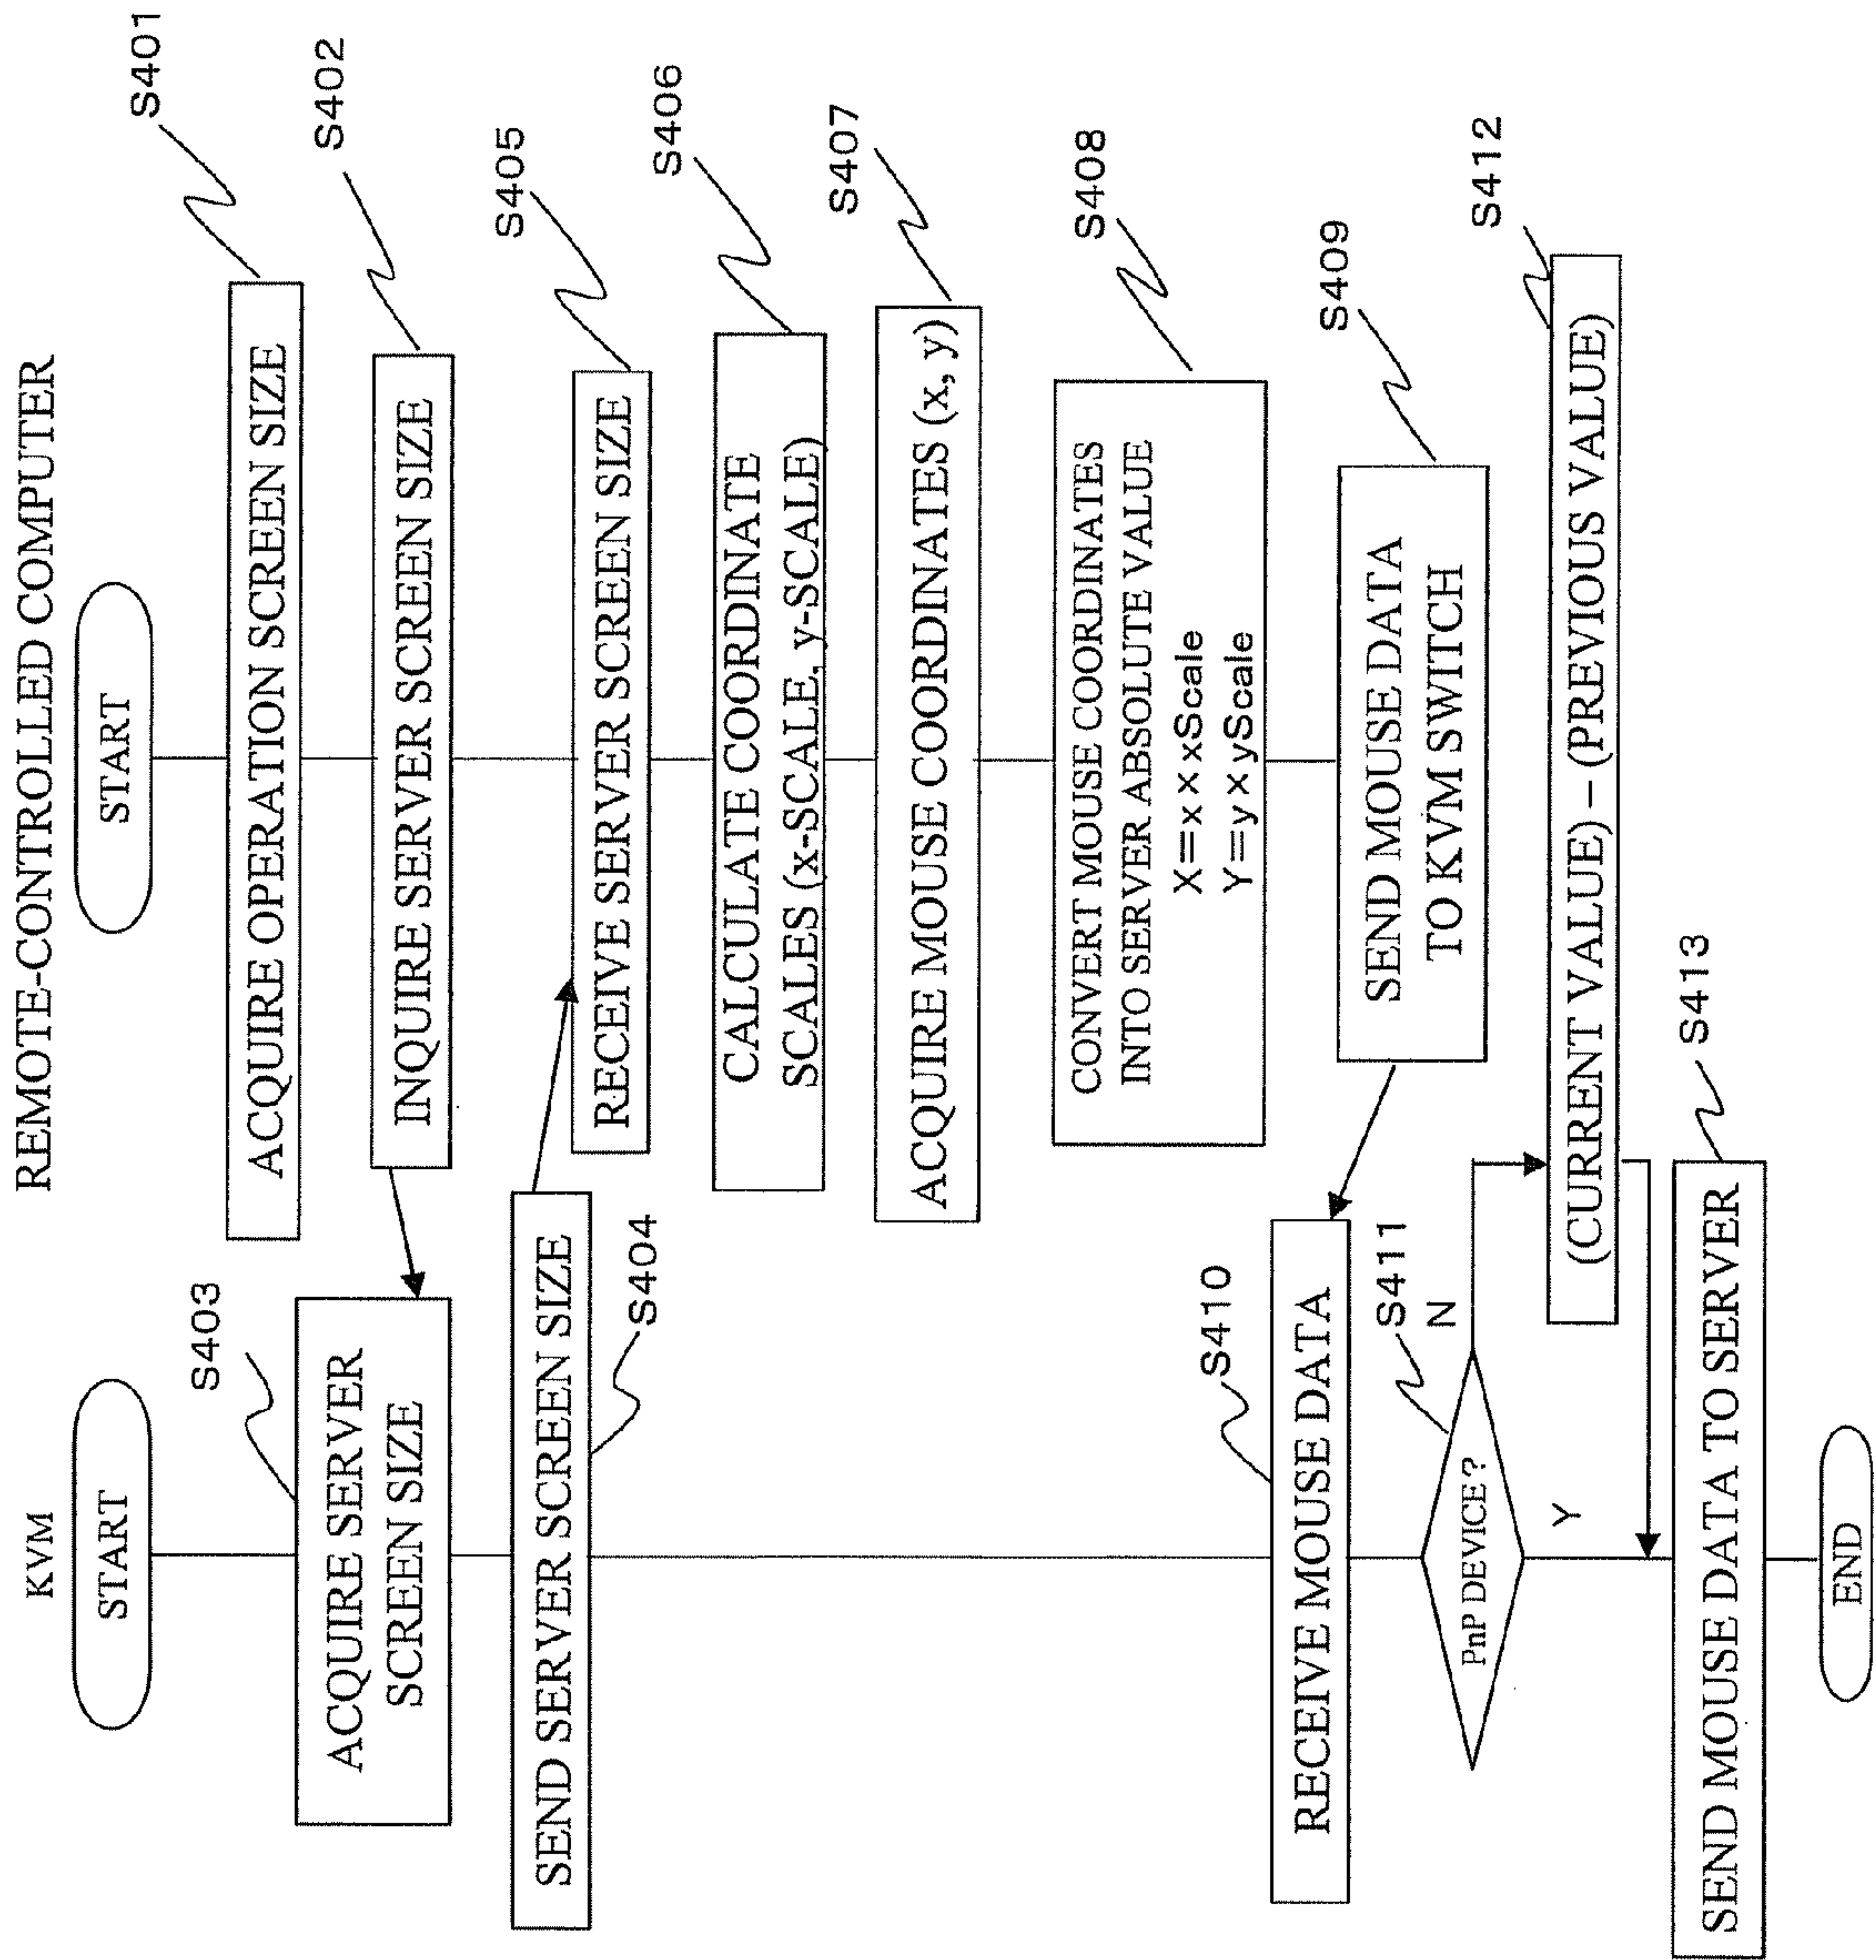 KVM
REMOTE-CONTROLLED COMPUTER
START
START
S401
ACQUIRE OPERATION SCREEN SIZE
S402
INQUIRE SERVER SCREEN SIZE
S403
ACQUIRE SERVER
SCREEN SIZE
SEND SERVER SCREEN SIZE
S404
S405
RECEIVE SERVER SCREEN SIZE
S406
CALCULATE COORDINATE
SCALES (x-SCALE, y-SCALE)
S407
ACQUIRE MOUSE COORDINATES (x, y)
S408
CONVERT MOUSE COORDINATES
INTO SERVER ABSOLUTE VALUE
X=x×xScale
Y=y×yScale
S409
SEND MOUSE DATA
TO KVM SWITCH
S410
RECEIVE MOUSE DATA
S411
PnP DEVICE?
N
Y
S412
(CURRENT VALUE) – (PREVIOUS VALUE)
S413
SEND MOUSE DATA TO SERVER
END